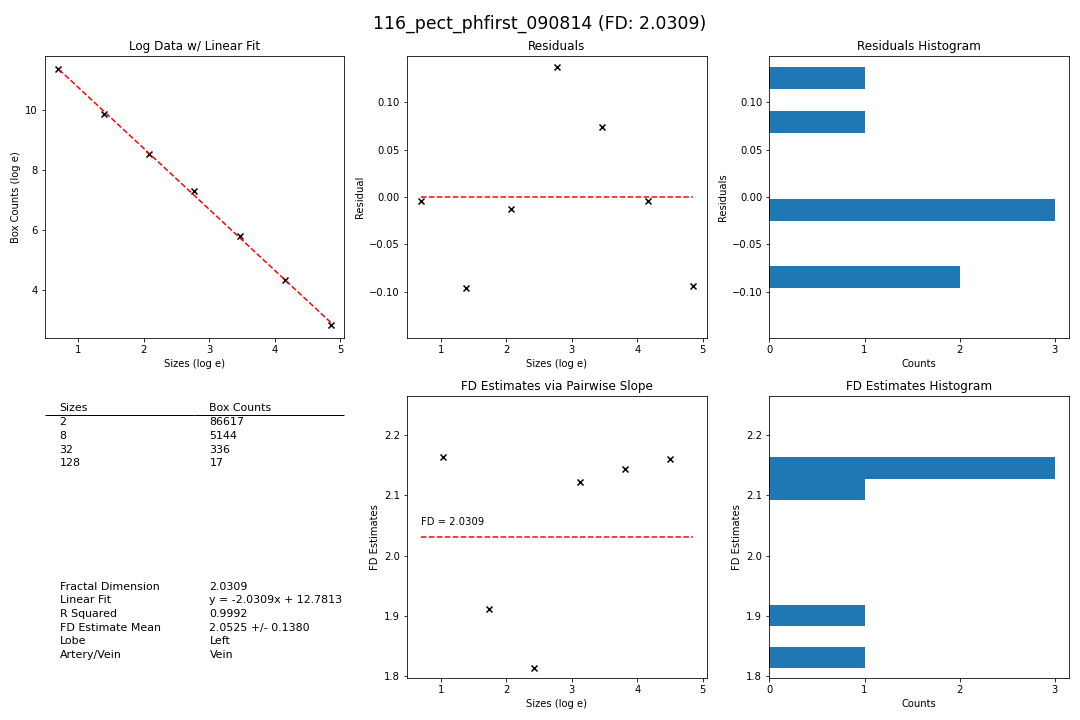 116_pect_phfirst_090814 (FD: 2.0309)
Log Data w/ Linear Fit
Box Counts (log e)
10
8
6
4
1 2 3 4 5
Sizes (log e)
Residuals
Residual
0.10
0.05
0.00
−0.05
−0.10
1 2 3 4 5
Sizes (log e)
Residuals Histogram
Residuals
0.10
0.05
0.00
−0.05
−0.10
0 1 2 3
Counts
Sizes Box Counts
2 86617
8 5144
32 336
128 17
Fractal Dimension 2.0309
Linear Fit y = -2.0309x + 12.7813
R Squared 0.9992
FD Estimate Mean 2.0525 +/- 0.1380
Lobe Left
Artery/Vein Vein
FD Estimates via Pairwise Slope
FD Estimates
2.2
2.1
2.0
1.9
1.8
FD = 2.0309
1 2 3 4 5
Sizes (log e)
FD Estimates Histogram
FD Estimates
2.2
2.1
2.0
1.9
1.8
0 1 2 3
Counts